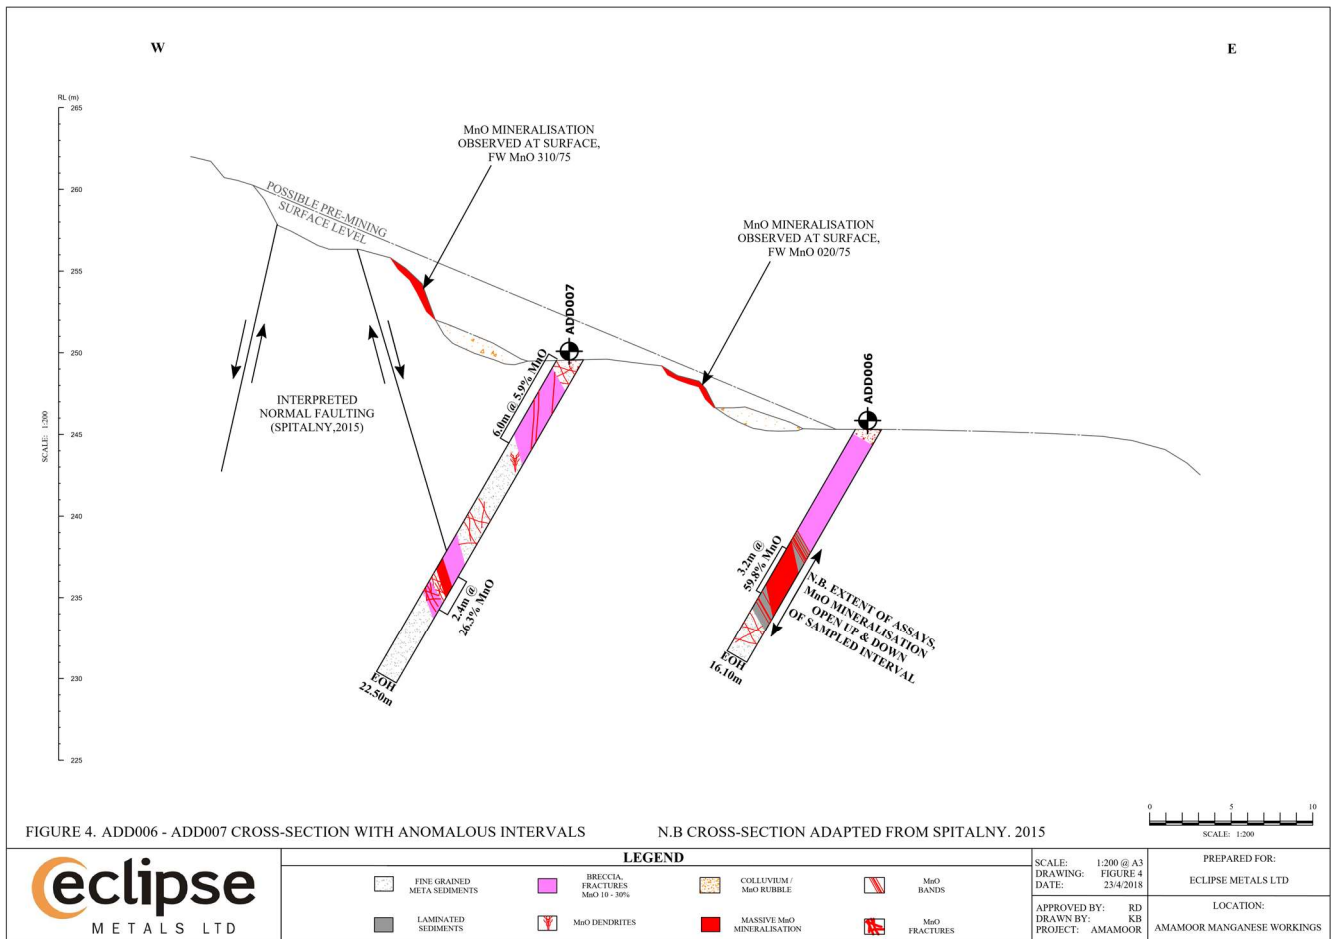 W
E
RL (m)
265
260
255
250
245
240
235
230
225
SCALE: 1:200
MnO MINERALISATION
OBSERVED AT SURFACE,
FW MnO 310/75
POSSIBLE PRE-MINING
SURFACE LEVEL
MnO MINERALISATION
OBSERVED AT SURFACE,
FW MnO 020/75
ADD007
ADD006
INTERPRETED
NORMAL FAULTING
(SPITALNY,2015)
6.0m @ 5.9% MnO
2.4m @
26.3% MnO
EOH
22.50m
3.2m @
59.8% MnO
N.B. EXTENT OF ASSAYS,
MnO MINERALISATION
OPEN UP & DOWN
OF SAMPLED INTERVAL
EOH
16.10m
0 5 10
SCALE: 1:200
FIGURE 4. ADD006 - ADD007 CROSS-SECTION WITH ANOMALOUS INTERVALS
N.B CROSS-SECTION ADAPTED FROM SPITALNY. 2015
eclipse
METALS LTD
LEGEND
FINE GRAINED
META SEDIMENTS
BRECCIA,
FRACTURES
MnO 10 - 30%
COLLUVIUM /
MnO RUBBLE
MnO
BANDS
LAMINATED
SEDIMENTS
MnO DENDRITES
MASSIVE MnO
MINERALISATION
MnO
FRACTURES
SCALE: 1:200 @ A3
DRAWING: FIGURE 4
DATE: 23/4/2018
APPROVED BY: RD
DRAWN BY: KB
PROJECT: AMAMOOR
PREPARED FOR:
ECLIPSE METALS LTD
LOCATION:
AMAMOOR MANGANESE WORKINGS